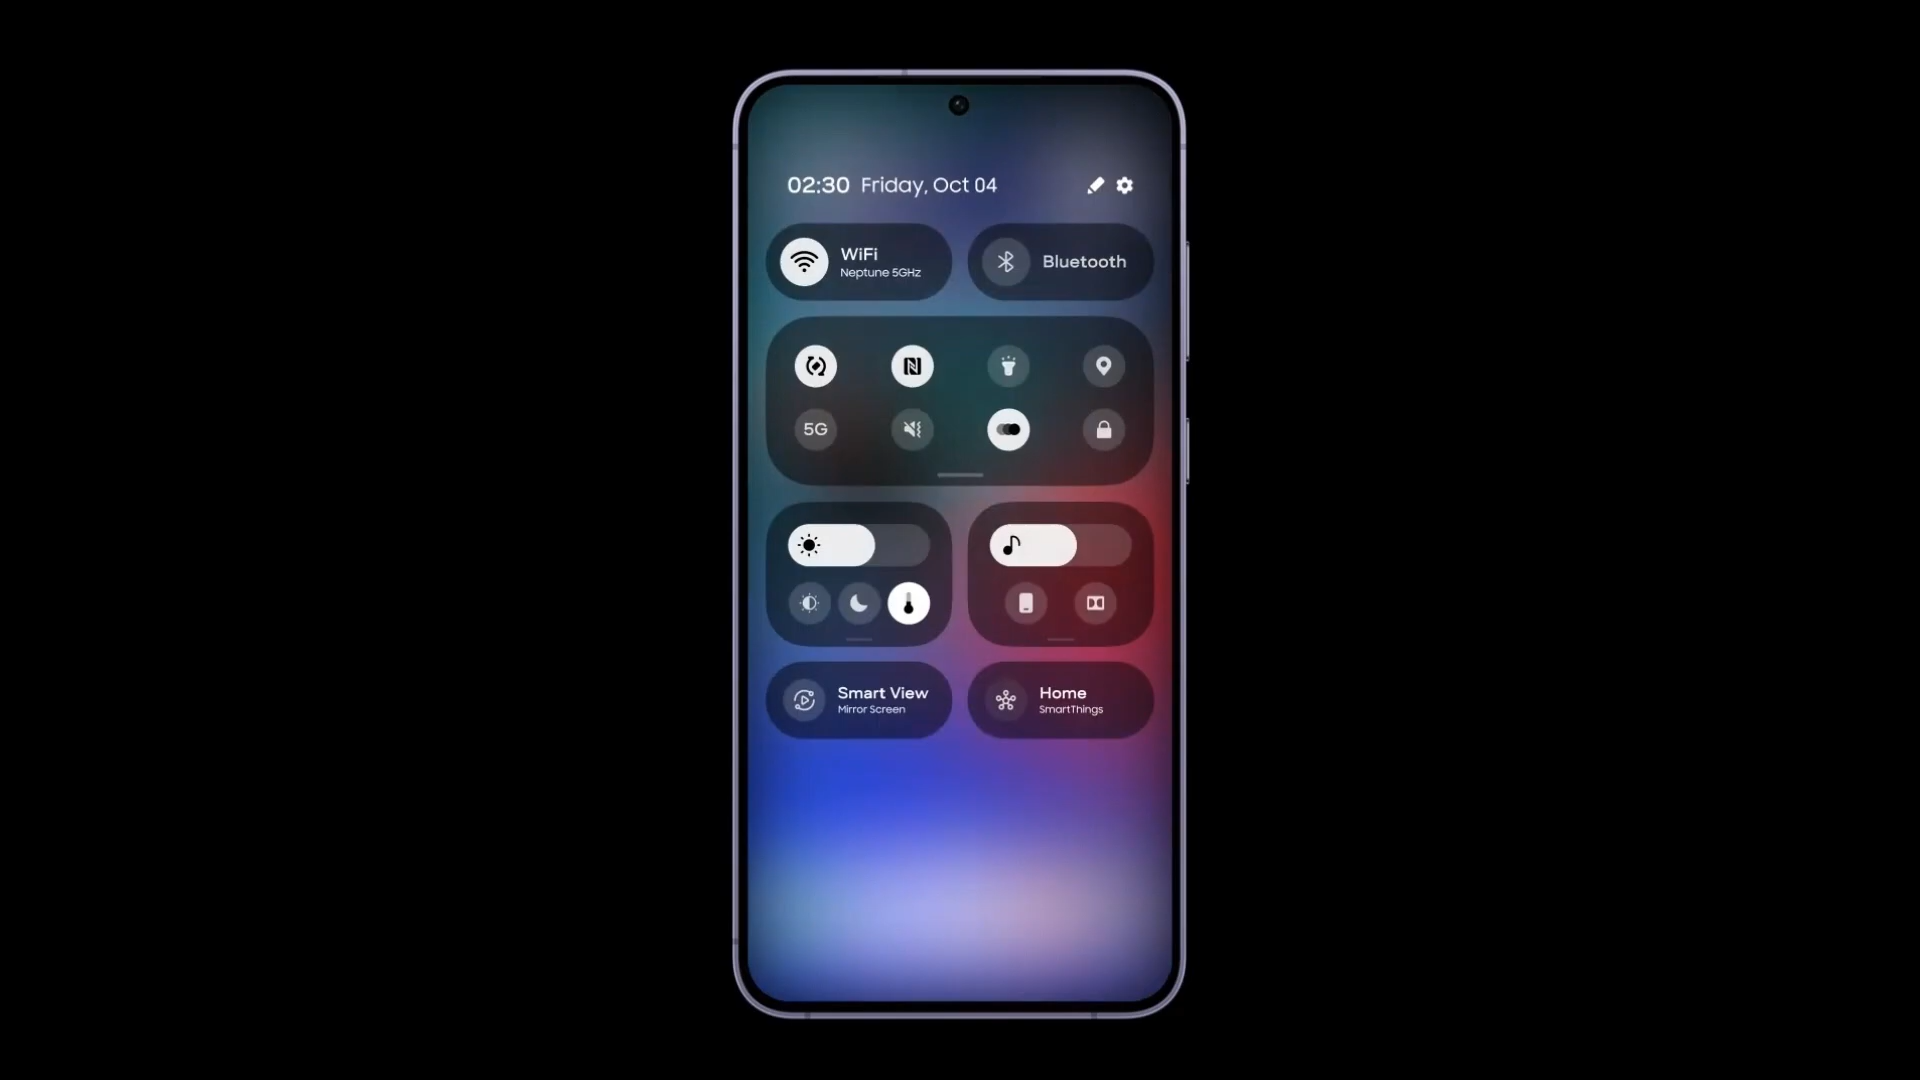 02:30 Friday, Oct 04
WiFi
Neptune 5GHz
Bluetooth
5G
Smart View
Mirror Screen
Home
SmartThings